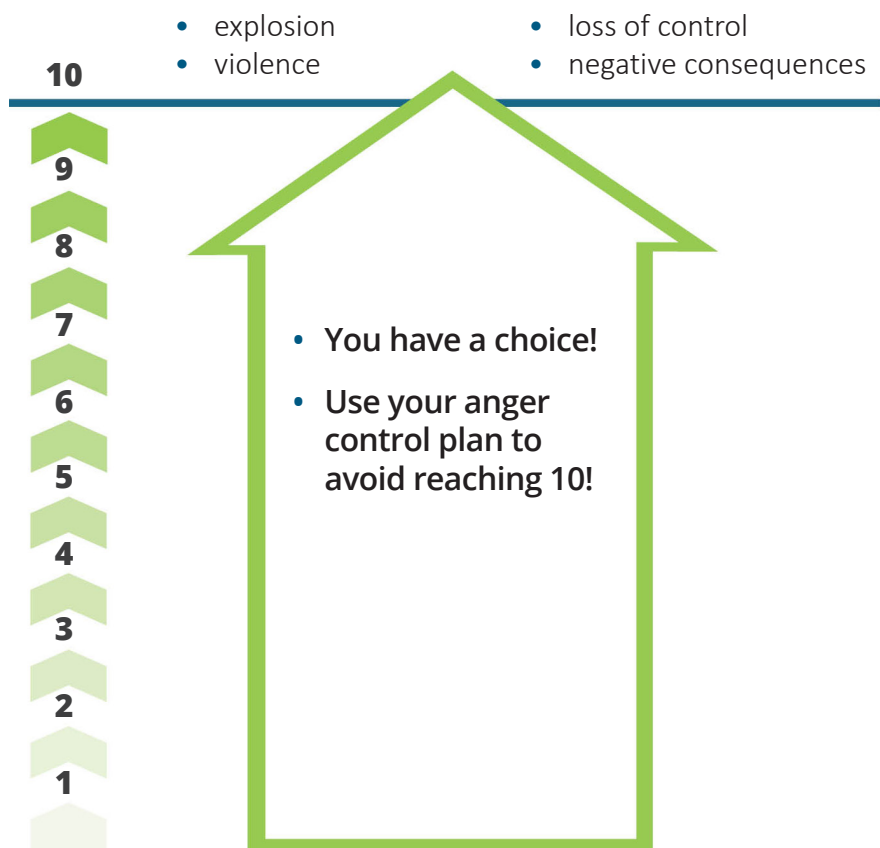 • explosion
• violence
• loss of control
• negative consequences
10
9
8
7
6
5
4
3
2
1
• You have a choice!
• Use your anger
control plan to
avoid reaching 10!